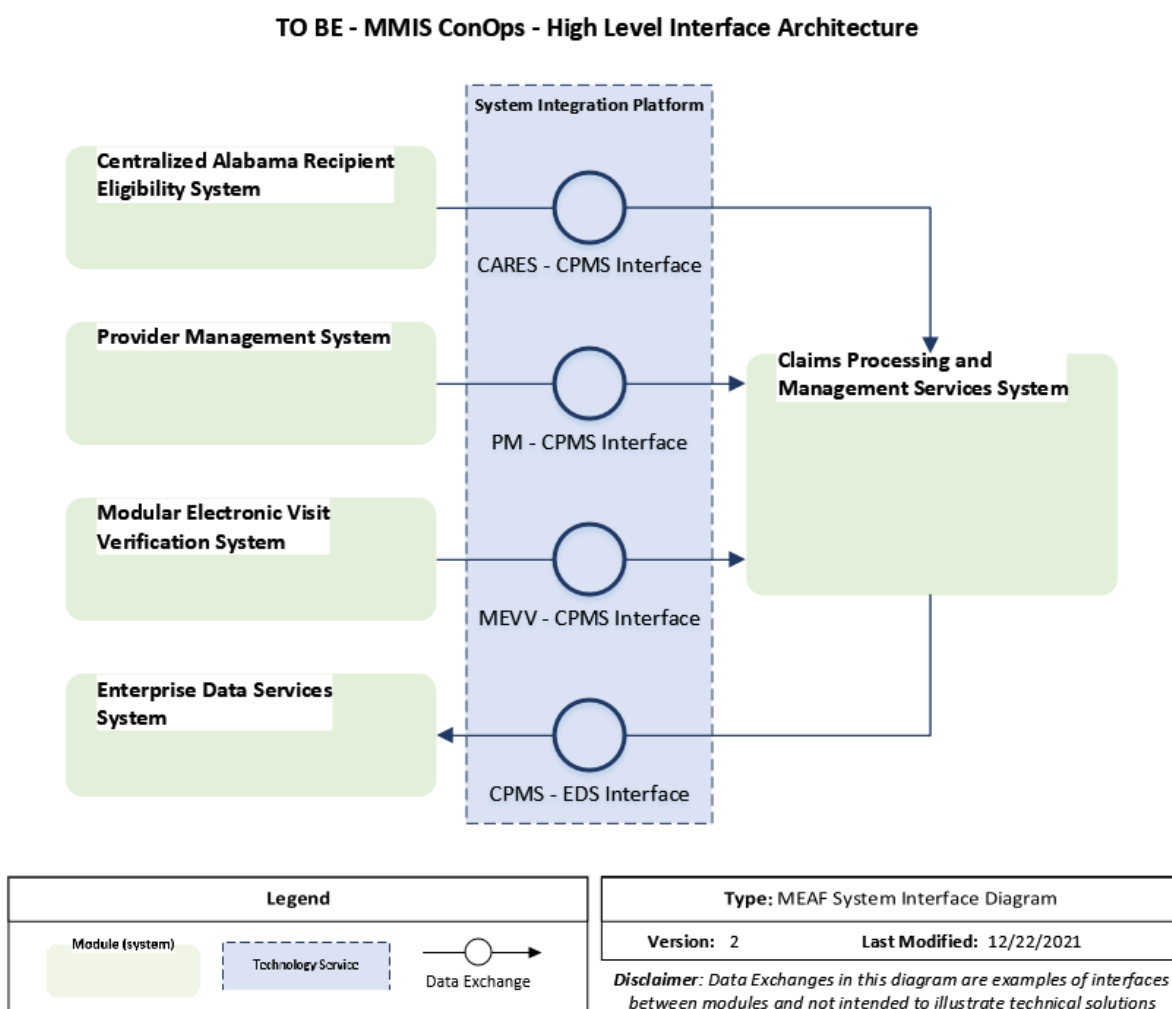 TO BE - MMIS ConOps - High Level Interface Architecture
System Integration Platform
Centralized Alabama Recipient
Eligibility System
CARES - CPMS Interface
Provider Management System
PM - CPMS Interface
Claims Processing and
Management Services System
Modular Electronic Visit
Verification System
MEVV - CPMS Interface
Enterprise Data Services
System
CPMS - EDS Interface
Legend
Module (system)
Technology Service
Data Exchange
Type: MEAF System Interface Diagram
Version: 2
Last Modified: 12/22/2021
Disclaimer: Data Exchanges in this diagram are examples of interfaces
between modules and not intended to illustrate technical solutions